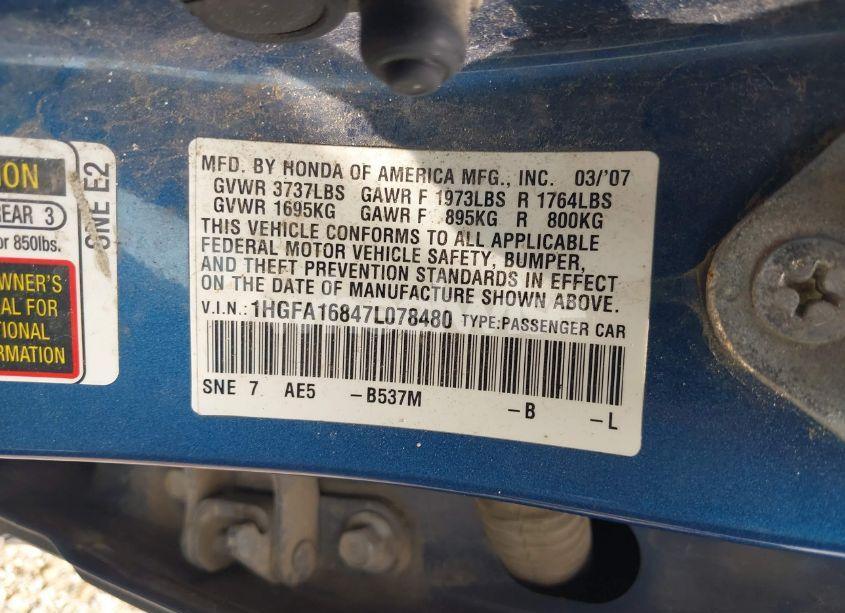 ION
REAR 3
or 850lbs.
WNER'S
AL FOR
TIONAL
FORMATION
SNE E2
MFD. BY HONDA OF AMERICA MFG., INC. 03/'07
GVWR 3737LBS GAWR F 1973LBS R 1764LBS
GVWR 1695KG GAWR F 895KG R 800KG
THIS VEHICLE CONFORMS TO ALL APPLICABLE
FEDERAL MOTOR VEHICLE SAFETY, BUMPER,
AND THEFT PREVENTION STANDARDS IN EFFECT
ON THE DATE OF MANUFACTURE SHOWN ABOVE.
V.I.N.: 1HGFA16847L078480 TYPE:PASSENGER CAR
SNE 7 AE5 -B537M -B -L